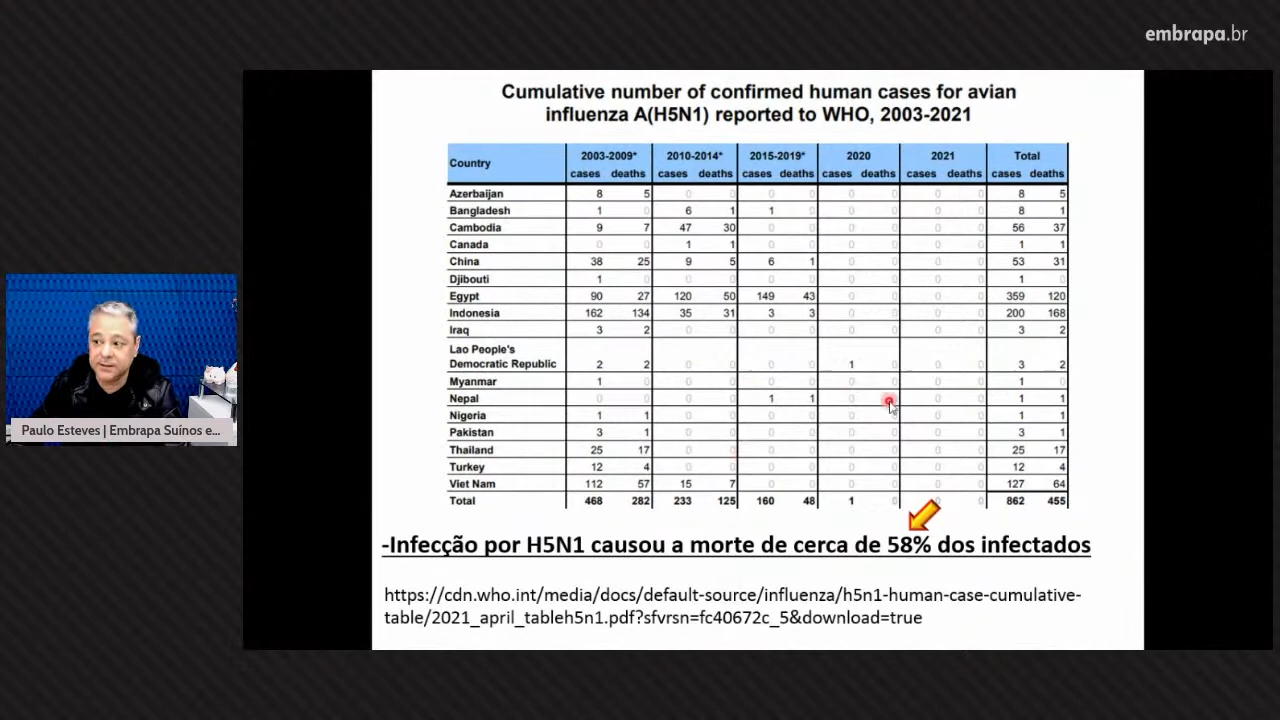 embrapa.br
Cumulative number of confirmed human cases for avian
influenza A(H5N1) reported to WHO, 2003-2021
Country 2003-2009* 2010-2014* 2015-2019* 2020 2021 Total
cases deaths cases deaths cases deaths cases deaths cases deaths cases deaths
Azerbaijan 8 5 0 0 0 0 0 0 0 0 8 5
Bangladesh 1 0 6 1 1 0 0 0 0 0 8 1
Cambodia 9 7 47 30 0 0 0 0 0 0 56 37
Canada 0 0 1 1 0 0 0 0 0 0 1 1
China 38 25 9 5 6 1 0 0 0 0 53 31
Djibouti 1 0 0 0 0 0 0 0 0 0 1 0
Egypt 90 27 120 50 149 43 0 0 0 0 359 120
Indonesia 162 134 35 31 3 3 0 0 0 0 200 168
Iraq 3 2 0 0 0 0 0 0 0 0 3 2
Lao People's
Democratic Republic 2 2 0 0 0 0 1 0 0 0 3 2
Myanmar 1 0 0 0 0 0 0 0 0 0 1 0
Nepal 0 0 0 0 1 1 0 0 0 0 1 1
Nigeria 1 1 0 0 0 0 0 0 0 0 1 1
Pakistan 3 1 0 0 0 0 0 0 0 0 3 1
Thailand 25 17 0 0 0 0 0 0 0 0 25 17
Turkey 12 4 0 0 0 0 0 0 0 0 12 4
Viet Nam 112 57 15 7 0 0 0 0 0 0 127 64
Total 468 282 233 125 160 48 1 0 0 0 862 455
-Infecção por H5N1 causou a morte de cerca de 58% dos infectados
https://cdn.who.int/media/docs/default-source/influenza/h5n1-human-case-cumulative-
table/2021_april_tableh5n1.pdf?sfvrsn=fc40672c_5&download=true
Paulo Esteves | Embrapa Suínos e...